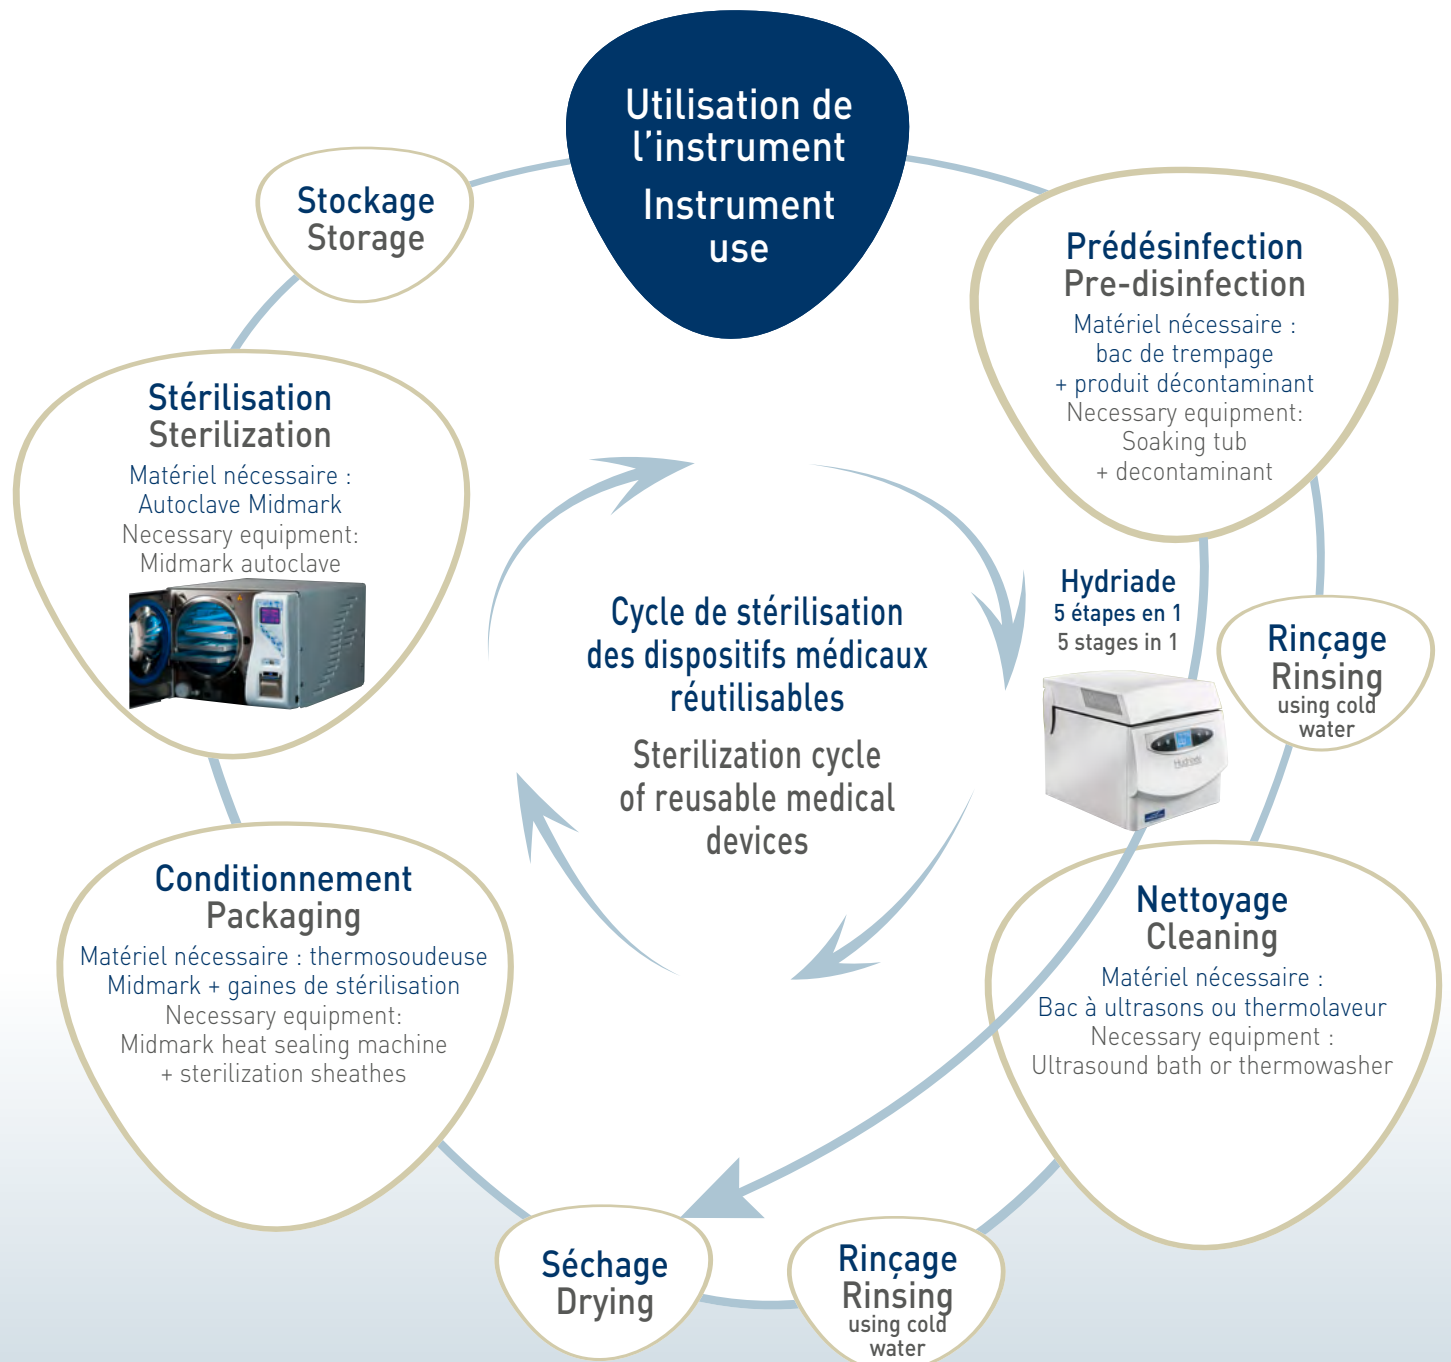 Utilisation de
l'instrument
Instrument
use
Stockage
Storage
Prédésinfection
Pre-disinfection
Matériel nécessaire :
bac de trempage
+ produit décontaminant
Necessary equipment:
Soaking tub
+ decontaminant
Stérilisation
Sterilization
Matériel nécessaire :
Autoclave Midmark
Necessary equipment:
Midmark autoclave
Hydriade
5 étapes en 1
5 stages in 1
Cycle de stérilisation
des dispositifs médicaux
réutilisables
Sterilization cycle
of reusable medical
devices
Rinçage
Rinsing
using cold
water
Conditionnement
Packaging
Matériel nécessaire : thermosoudeuse
Midmark + gaines de stérilisation
Necessary equipment:
Midmark heat sealing machine
+ sterilization sheathes
Nettoyage
Cleaning
Matériel nécessaire :
Bac à ultrasons ou thermolaveur
Necessary equipment :
Ultrasound bath or thermowasher
Séchage
Drying
Rinçage
Rinsing
using cold
water